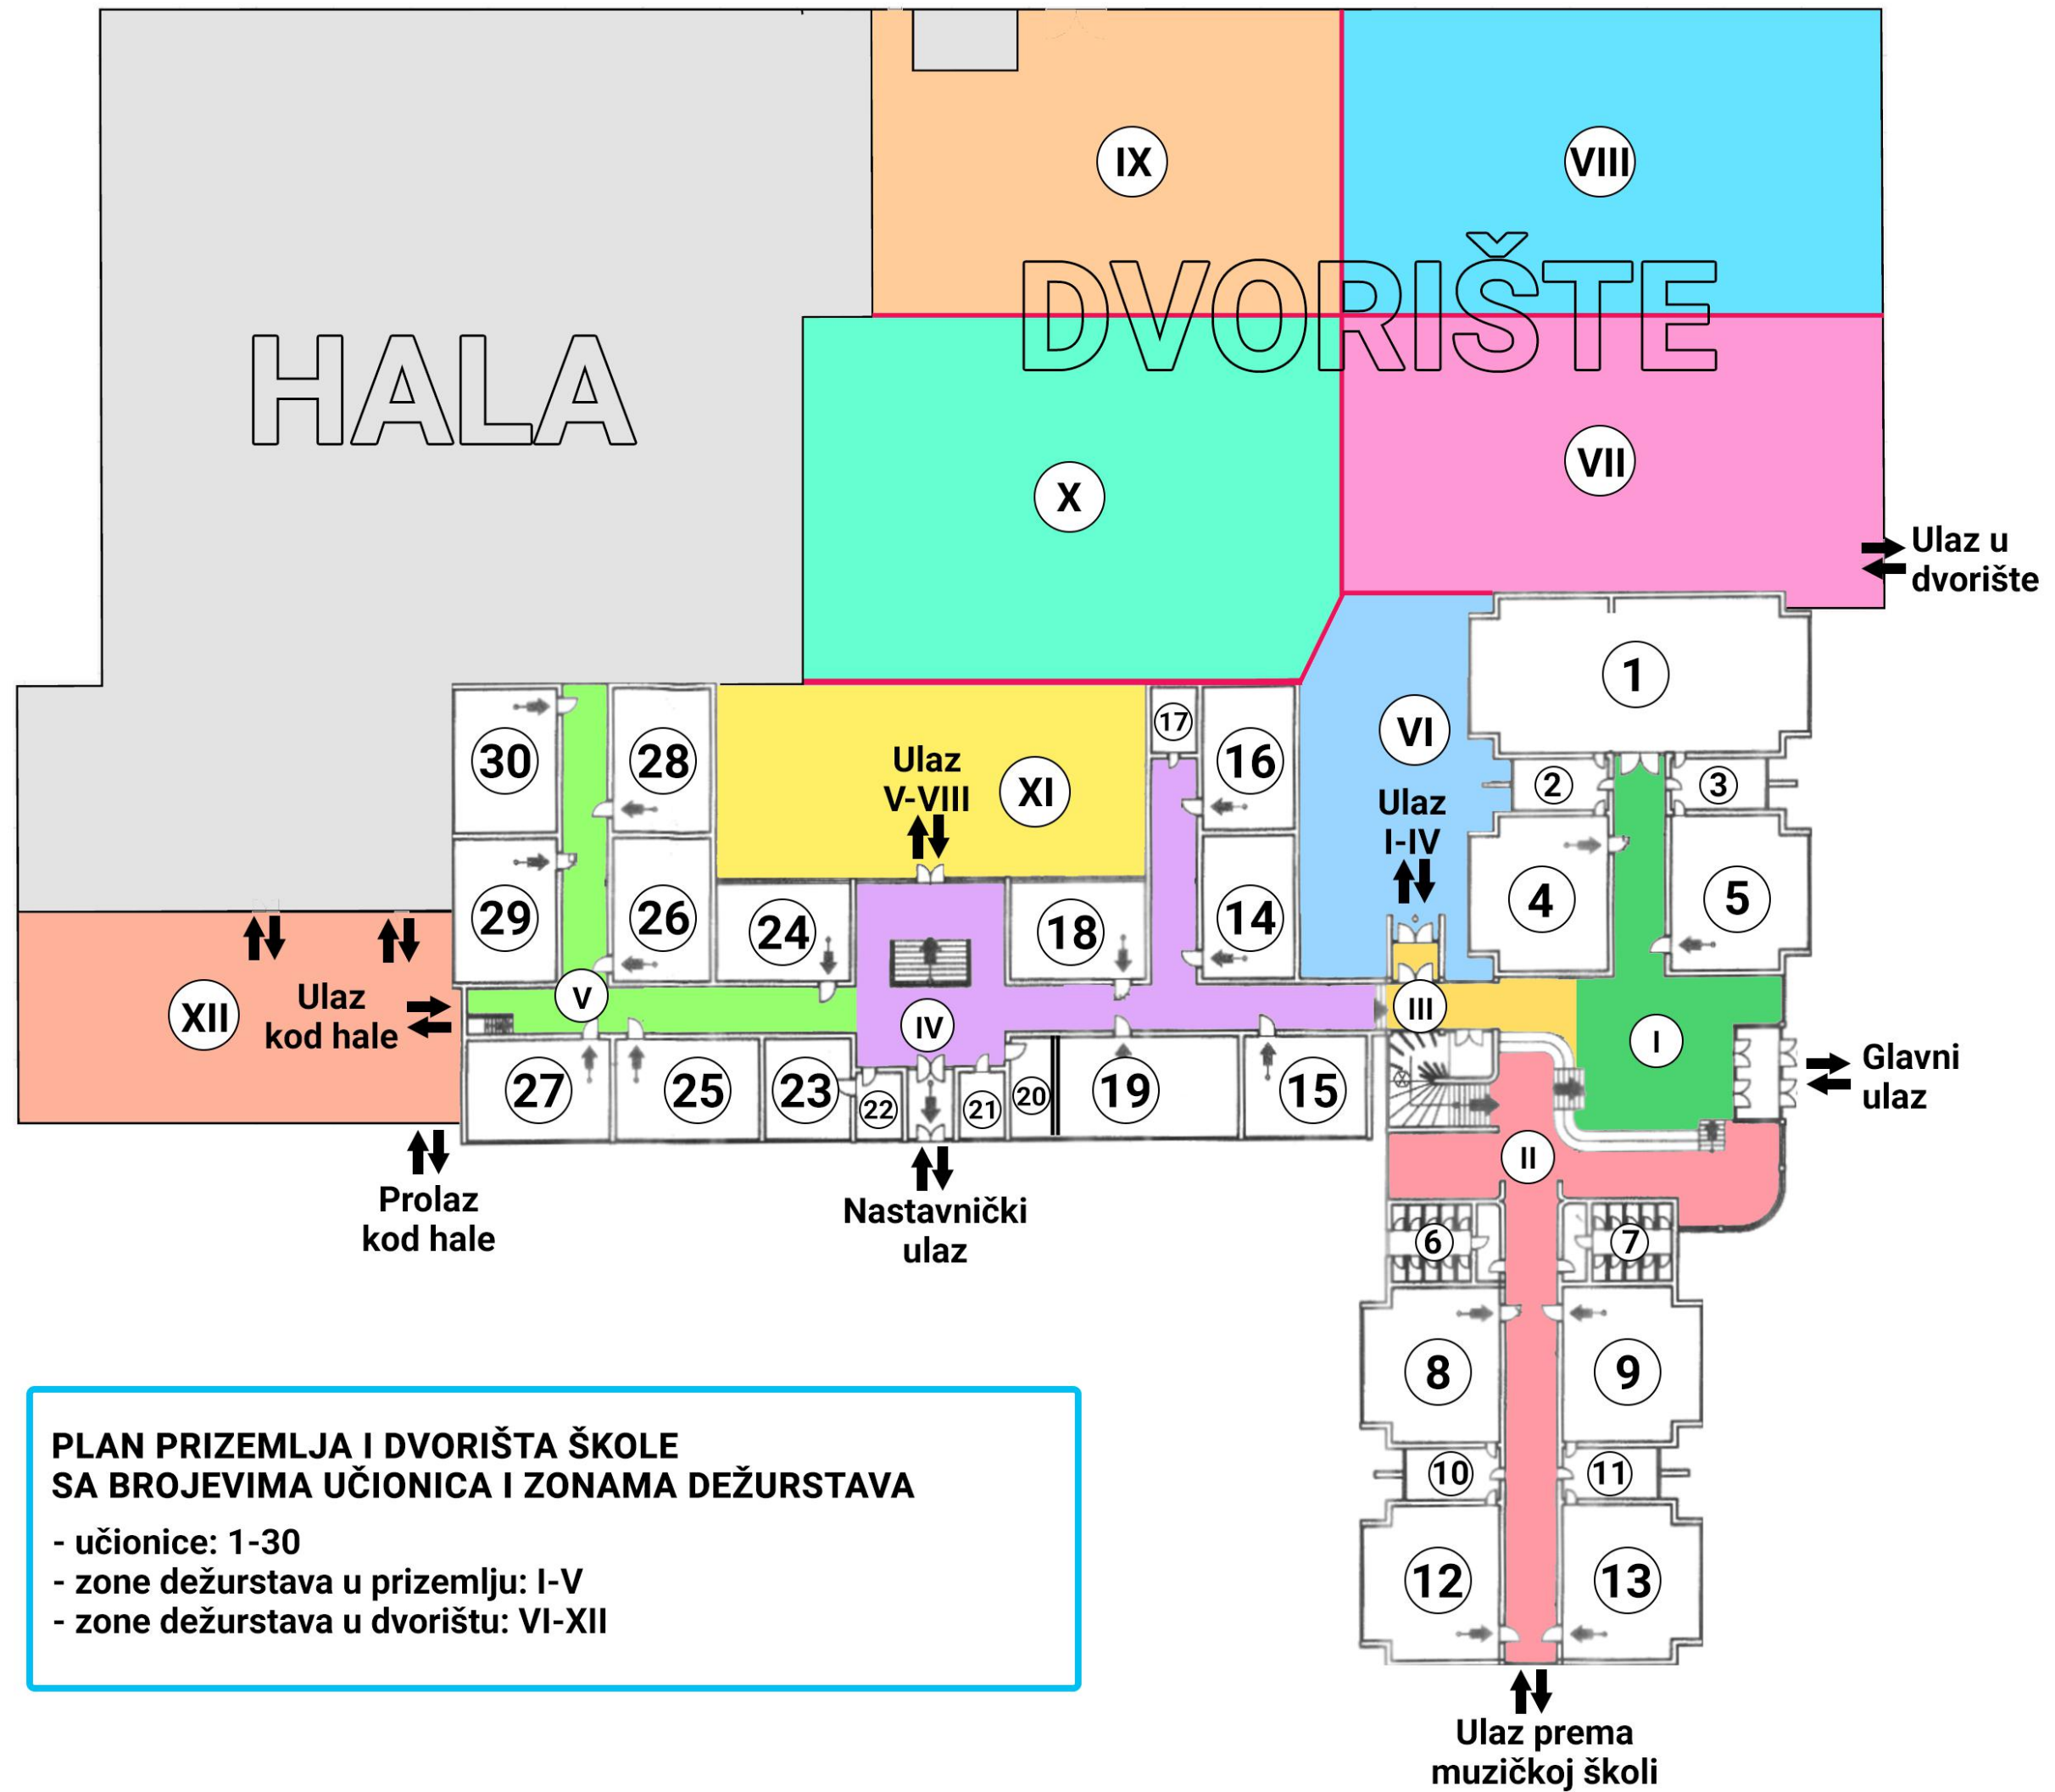 IX
VIII
DVORIŠTE
HALA
VII
X
Ulaz u
dvorište
1
VI
17
30
28
Ulaz
V-VIII
XI
16
2
3
Ulaz
I-IV
29
26
24
18
14
4
5
XII
Ulaz
kod hale
V
IV
III
I
Glavni
ulaz
27
25
23
22
21
20
19
15
II
Prolaz
kod hale
Nastavnički
ulaz
6
7
8
9
10
11
12
13
Ulaz prema
muzičkoj školi
PLAN PRIZEMLJA I DVORIŠTA ŠKOLE
SA BROJEVIMA UČIONICA I ZONAMA DEŽURSTAVA
- učionice: 1-30
- zone dežurstava u prizemlju: I-V
- zone dežurstava u dvorištu: VI-XII